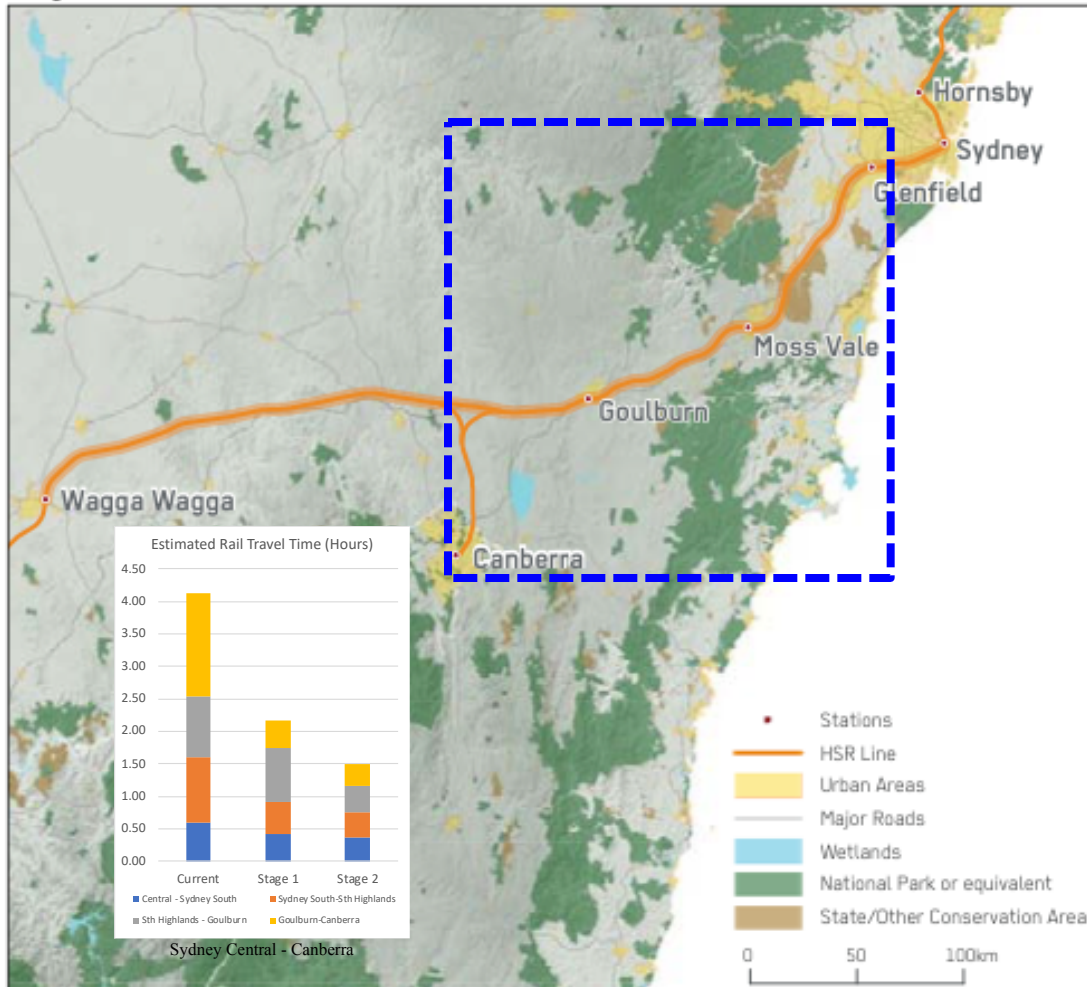 Hornsby
Sydney
Glenfield
Moss Vale
Goulburn
Wagga Wagga
Canberra
Estimated Rail Travel Time (Hours)
4.50
4.00
3.50
3.00
2.50
2.00
1.50
1.00
0.50
0.00
Current Stage 1 Stage 2
Central - Sydney South Sydney South-Sth Highlands
Sth Highlands - Goulburn Goulburn-Canberra
Sydney Central - Canberra
Stations
HSR Line
Urban Areas
Major Roads
Wetlands
National Park or equivalent
State/Other Conservation Area
0 50 100km